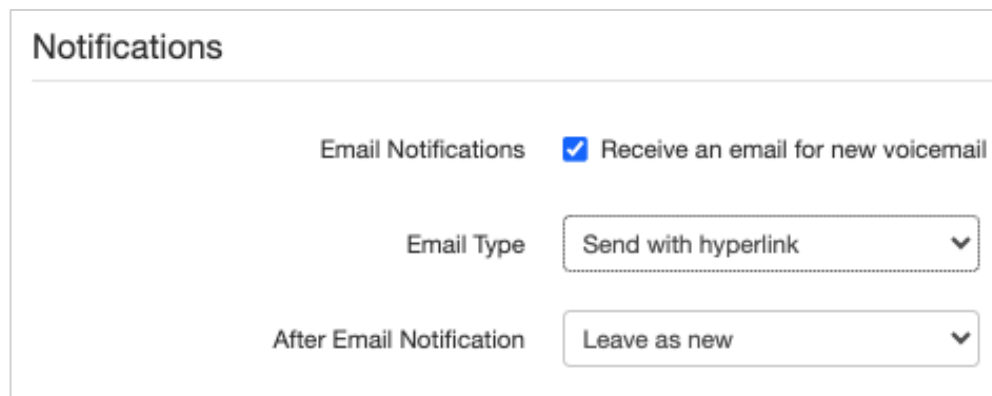 Notifications
Email Notifications Receive an email for new voicemail
Email Type Send with hyperlink
After Email Notification Leave as new